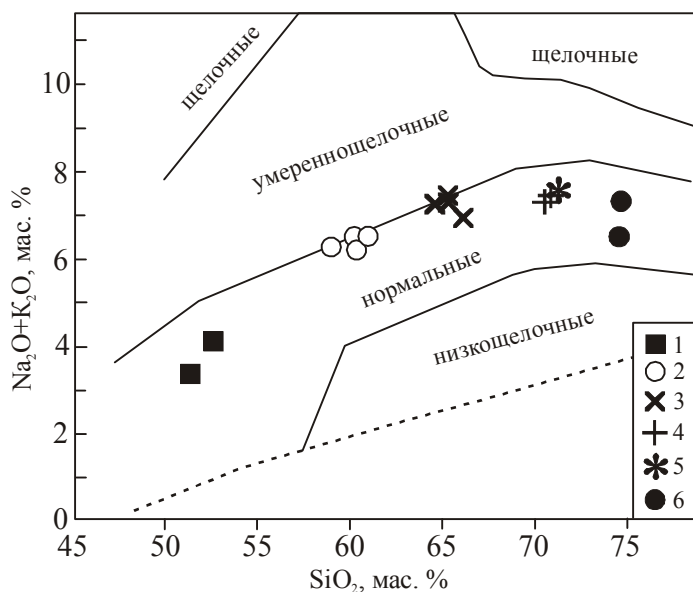 щелочные
щелочные
умереннощелочные
нормальные
низкощелочные
Na₂O+K₂O, мас. %
10
8
6
4
2
0
45 50 55 60 65 70 75
SiO₂, мас. %
1
2
3
4
5
6